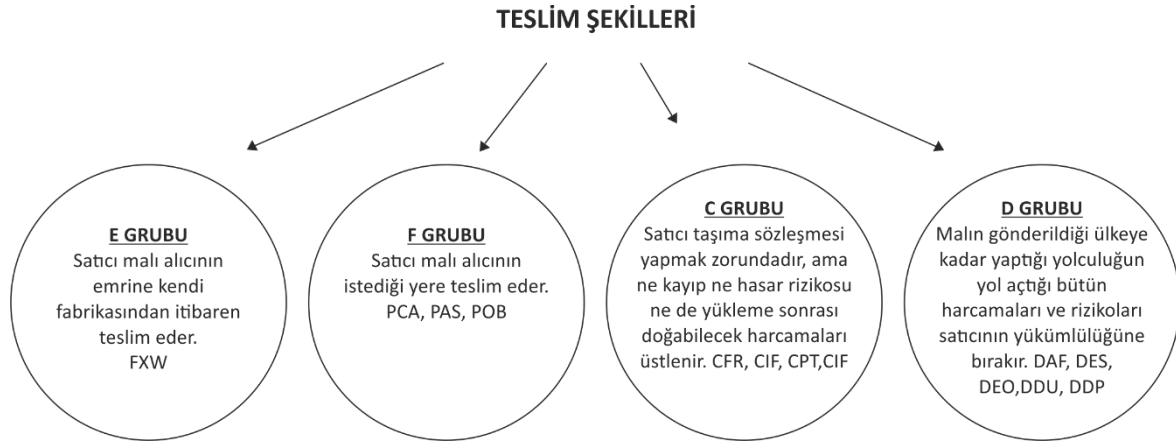 TESLİM ŞEKİLLERİ
E GRUBU
Satıcı malı alıcının
emrine kendi
fabrikasından itibaren
teslim eder.
FXW
F GRUBU
Satıcı malı alıcının
istediği yere teslim eder.
PCA, PAS, POB
C GRUBU
Satıcı taşıma sözleşmesi
yapmak zorundadır, ama
ne kayıp ne hasar rizikosu
ne de yükleme sonrası
doğabilecek harcamaları
üstlenir. CFR, CIF, CPT,CIF
D GRUBU
Malın gönderildiği ülkeye
kadar yaptığı yolculuğun
yol açtığı bütün
harcamaları ve rizikoları
satıcının yükümlülüğüne
bırakır. DAF, DES,
DEO,DDU, DDP